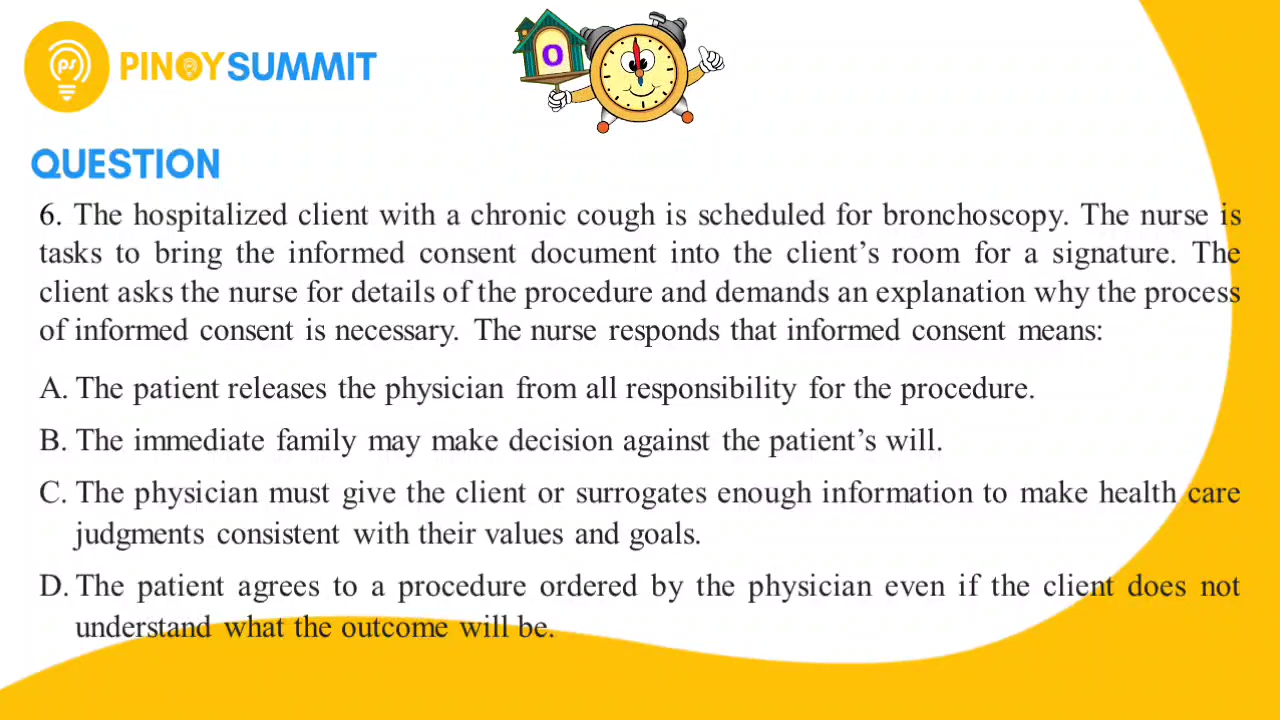 PINOYSUMMIT
0
QUESTION
6. The hospitalized client with a chronic cough is scheduled for bronchoscopy. The nurse is
tasks to bring the informed consent document into the client’s room for a signature. The
client asks the nurse for details of the procedure and demands an explanation why the process
of informed consent is necessary. The nurse responds that informed consent means:
A. The patient releases the physician from all responsibility for the procedure.
B. The immediate family may make decision against the patient’s will.
C. The physician must give the client or surrogates enough information to make health care
judgments consistent with their values and goals.
D. The patient agrees to a procedure ordered by the physician even if the client does not
understand what the outcome will be.